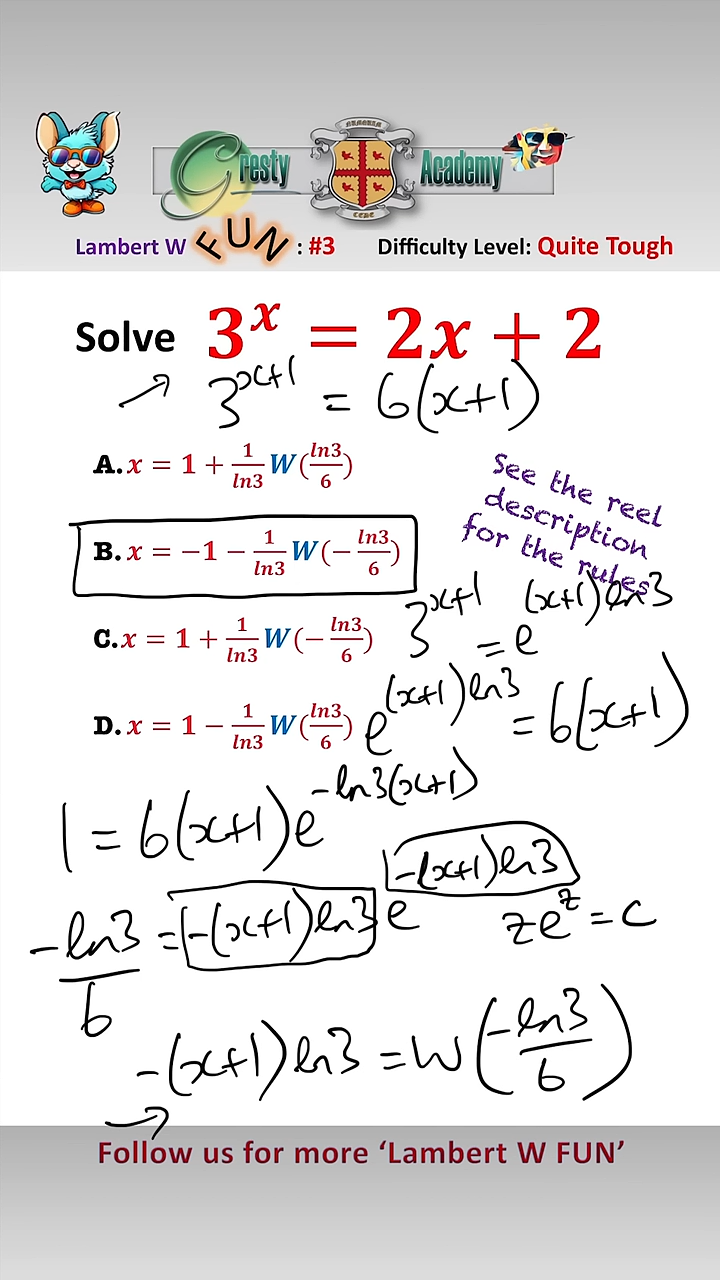 Cresty Academy
NUMORUM
CEDE
Lambert W FUN : #3 Difficulty Level: Quite Tough
Solve 3^x = 2x + 2
→ 3^(x+1) = 6(x+1)
A. x = 1 + 1/ln3 W(ln3/6)
See the reel
description
for the rules
B. x = −1 − 1/ln3 W(− ln3/6)
3^(x+1) = e^((x+1)ln3)
C. x = 1 + 1/ln3 W(− ln3/6)
e^((x+1)ln3) = 6(x+1)
D. x = 1 − 1/ln3 W(ln3/6)
1 = 6(x+1)e^(−ln3(x+1))
−ln3/6 = −(x+1)ln3 e^(−(x+1)ln3)
ze^z = c
−(x+1)ln3 = W(−ln3/6)
→
Follow us for more ‘Lambert W FUN’